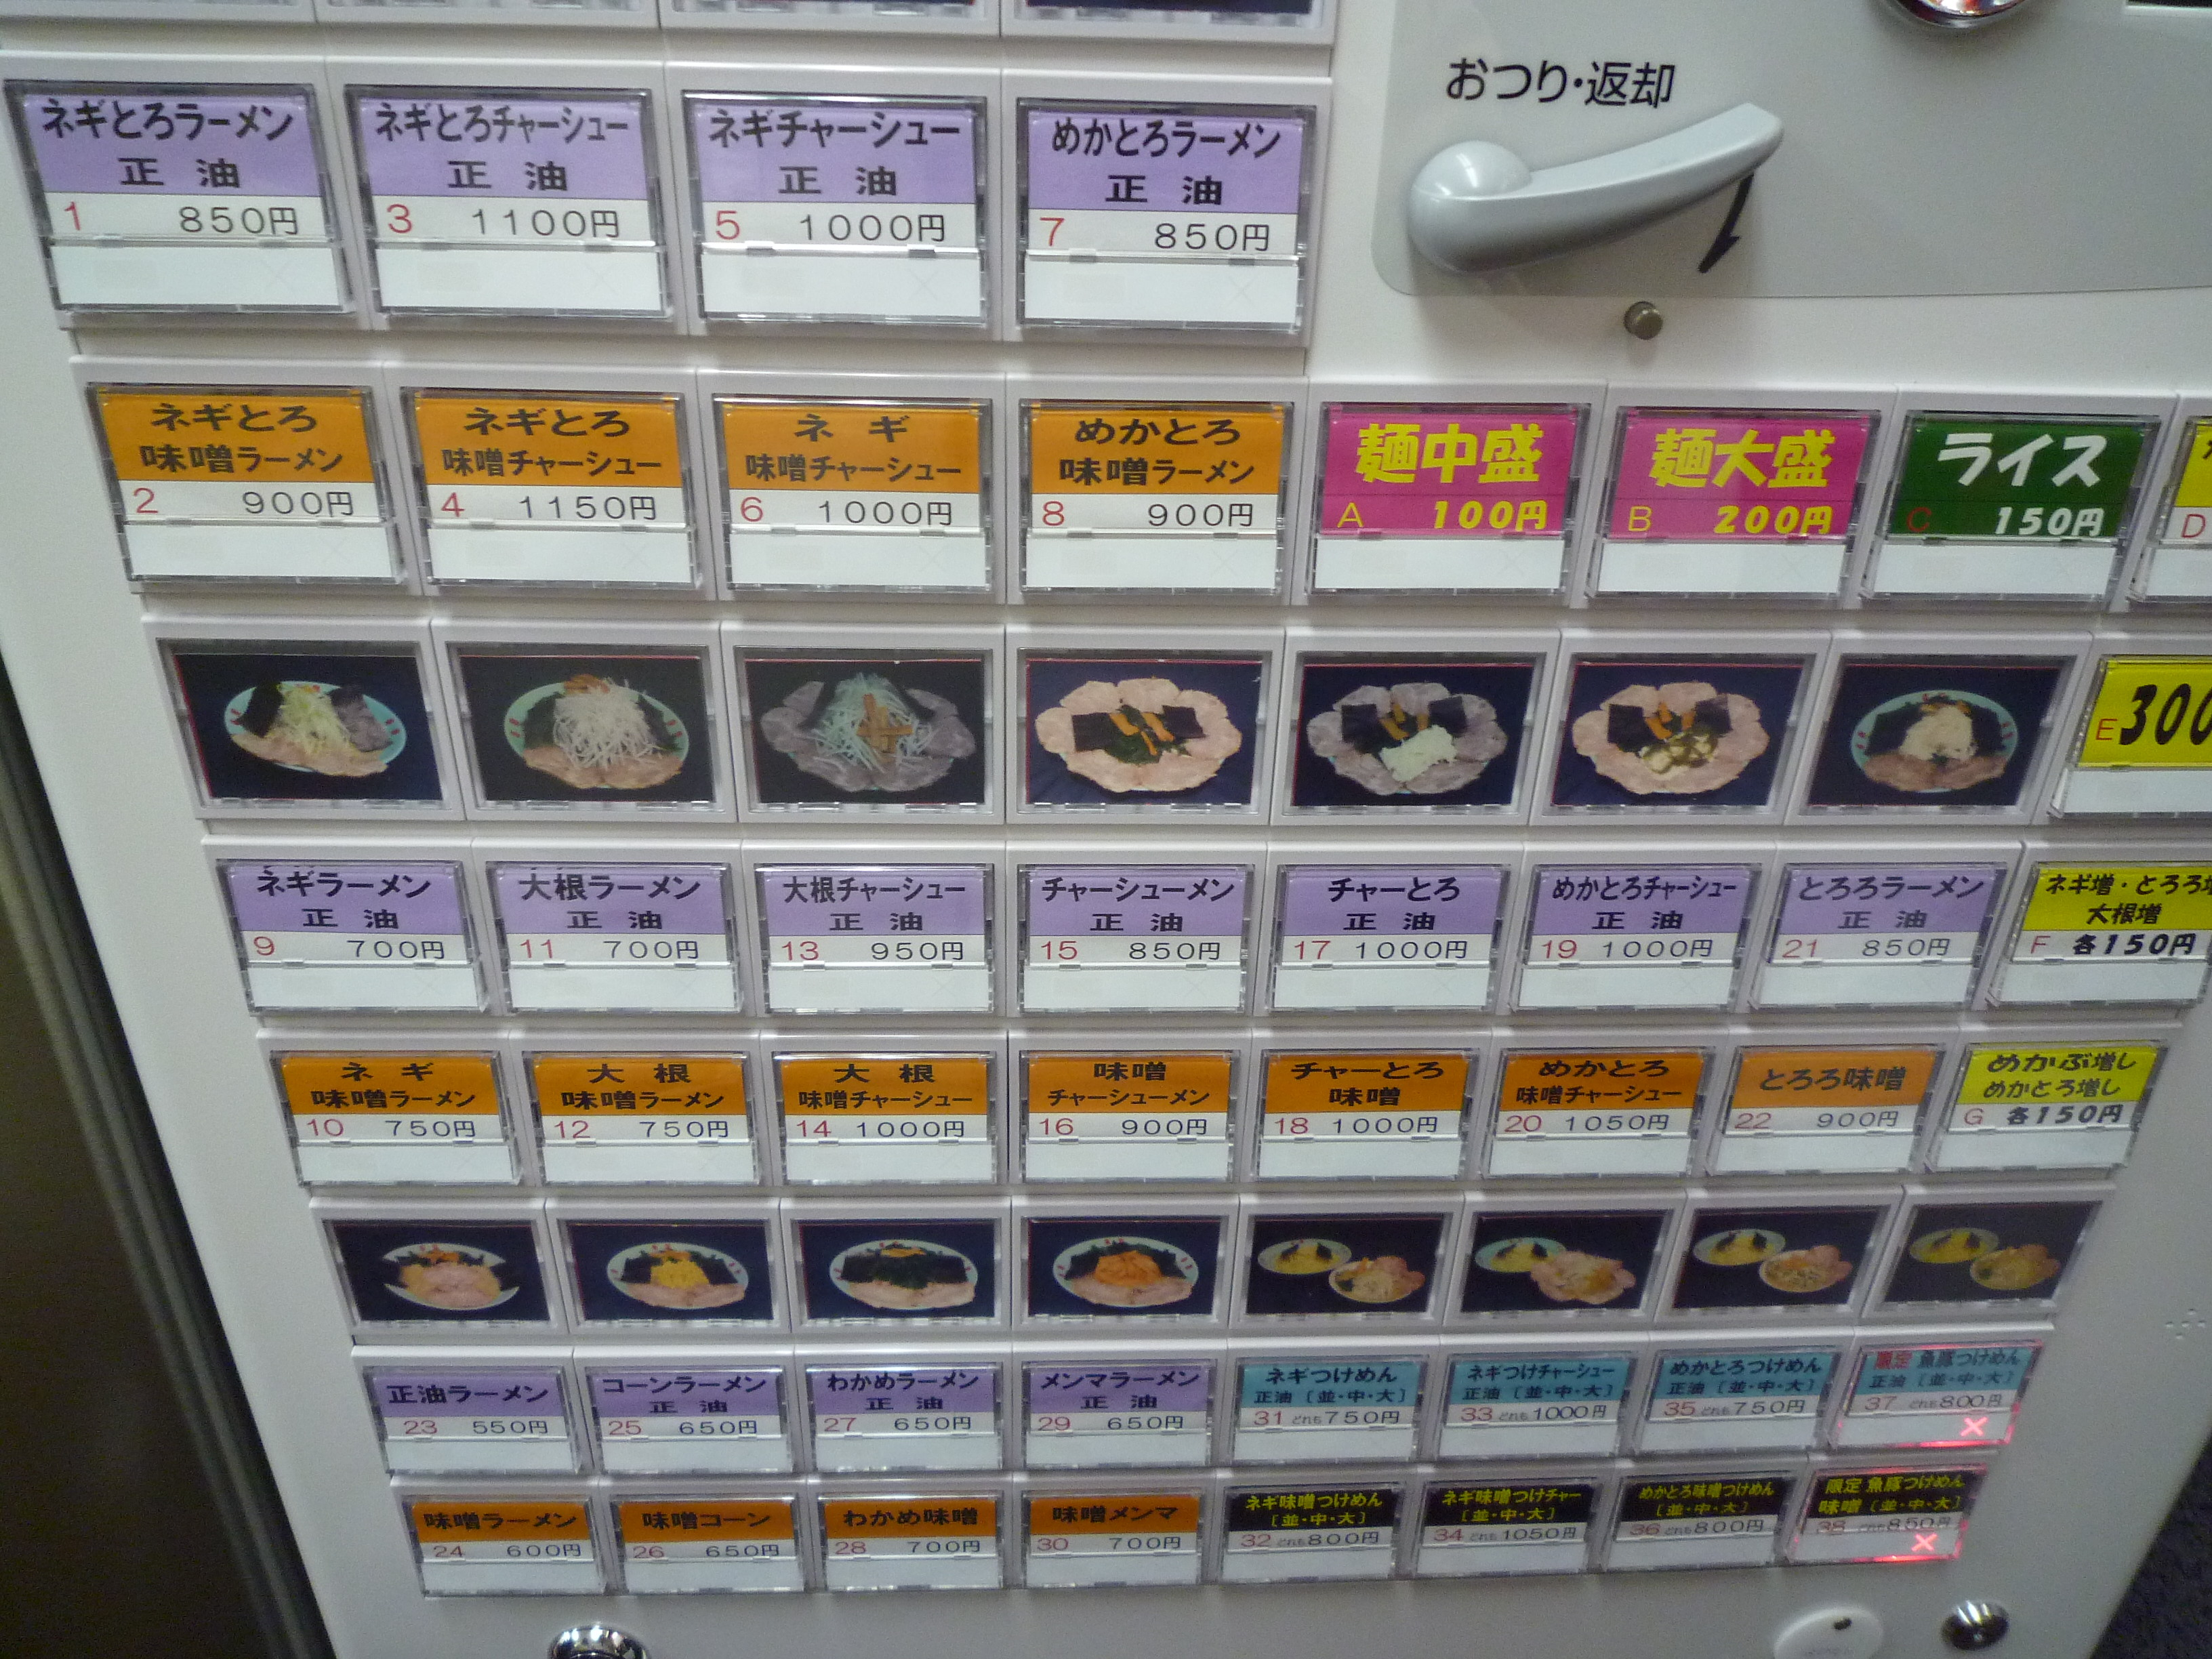 おつり・返却
ネギとろラーメン
正油
1 850円
ネギとろチャーシュー
正油
3 1100円
ネギチャーシュー
正油
5 1000円
めかとろラーメン
正油
7 850円
ネギとろ
味噌ラーメン
2 900円
ネギとろ
味噌チャーシュー
4 1150円
ネギ
味噌チャーシュー
6 1000円
めかとろ
味噌ラーメン
8 900円
麺中盛
A 100円
麺大盛
B 200円
ライス
C 150円
D
E 300
ネギラーメン
正油
9 700円
大根ラーメン
正油
11 700円
大根チャーシュー
正油
13 950円
チャーシューメン
正油
15 850円
チャーとろ
正油
17 1000円
めかとろチャーシュー
正油
19 1000円
とろろラーメン
正油
21 850円
ネギ増・とろろ増
大根増
F 各150円
ネギ
味噌ラーメン
10 750円
大根
味噌ラーメン
12 750円
大根
味噌チャーシュー
14 1000円
味噌
チャーシューメン
16 900円
チャーとろ
味噌
18 1000円
めかとろ
味噌チャーシュー
20 1050円
とろろ味噌
22 900円
めかぶ増し
めかとろ増し
G 各150円
正油ラーメン
23 550円
コーンラーメン
正油
25 650円
わかめラーメン
正油
27 650円
メンマラーメン
正油
29 650円
ネギつけめん
正油〔並・中・大〕
31 どれも750円
ネギつけチャーシュー
正油〔並・中・大〕
33 どれも1000円
めかとろつけめん
正油〔並・中・大〕
35 どれも750円
限定 魚豚つけめん
正油〔並・中・大〕
37 どれも800円
×
味噌ラーメン
24 600円
味噌コーン
26 650円
わかめ味噌
28 700円
味噌メンマ
30 700円
ネギ味噌つけめん
〔並・中・大〕
32 どれも800円
ネギ味噌つけチャー
〔並・中・大〕
34 どれも1050円
めかとろ味噌つけめん
〔並・中・大〕
36 どれも800円
限定 魚豚つけめん
味噌〔並・中・大〕
38 どれも850円
×